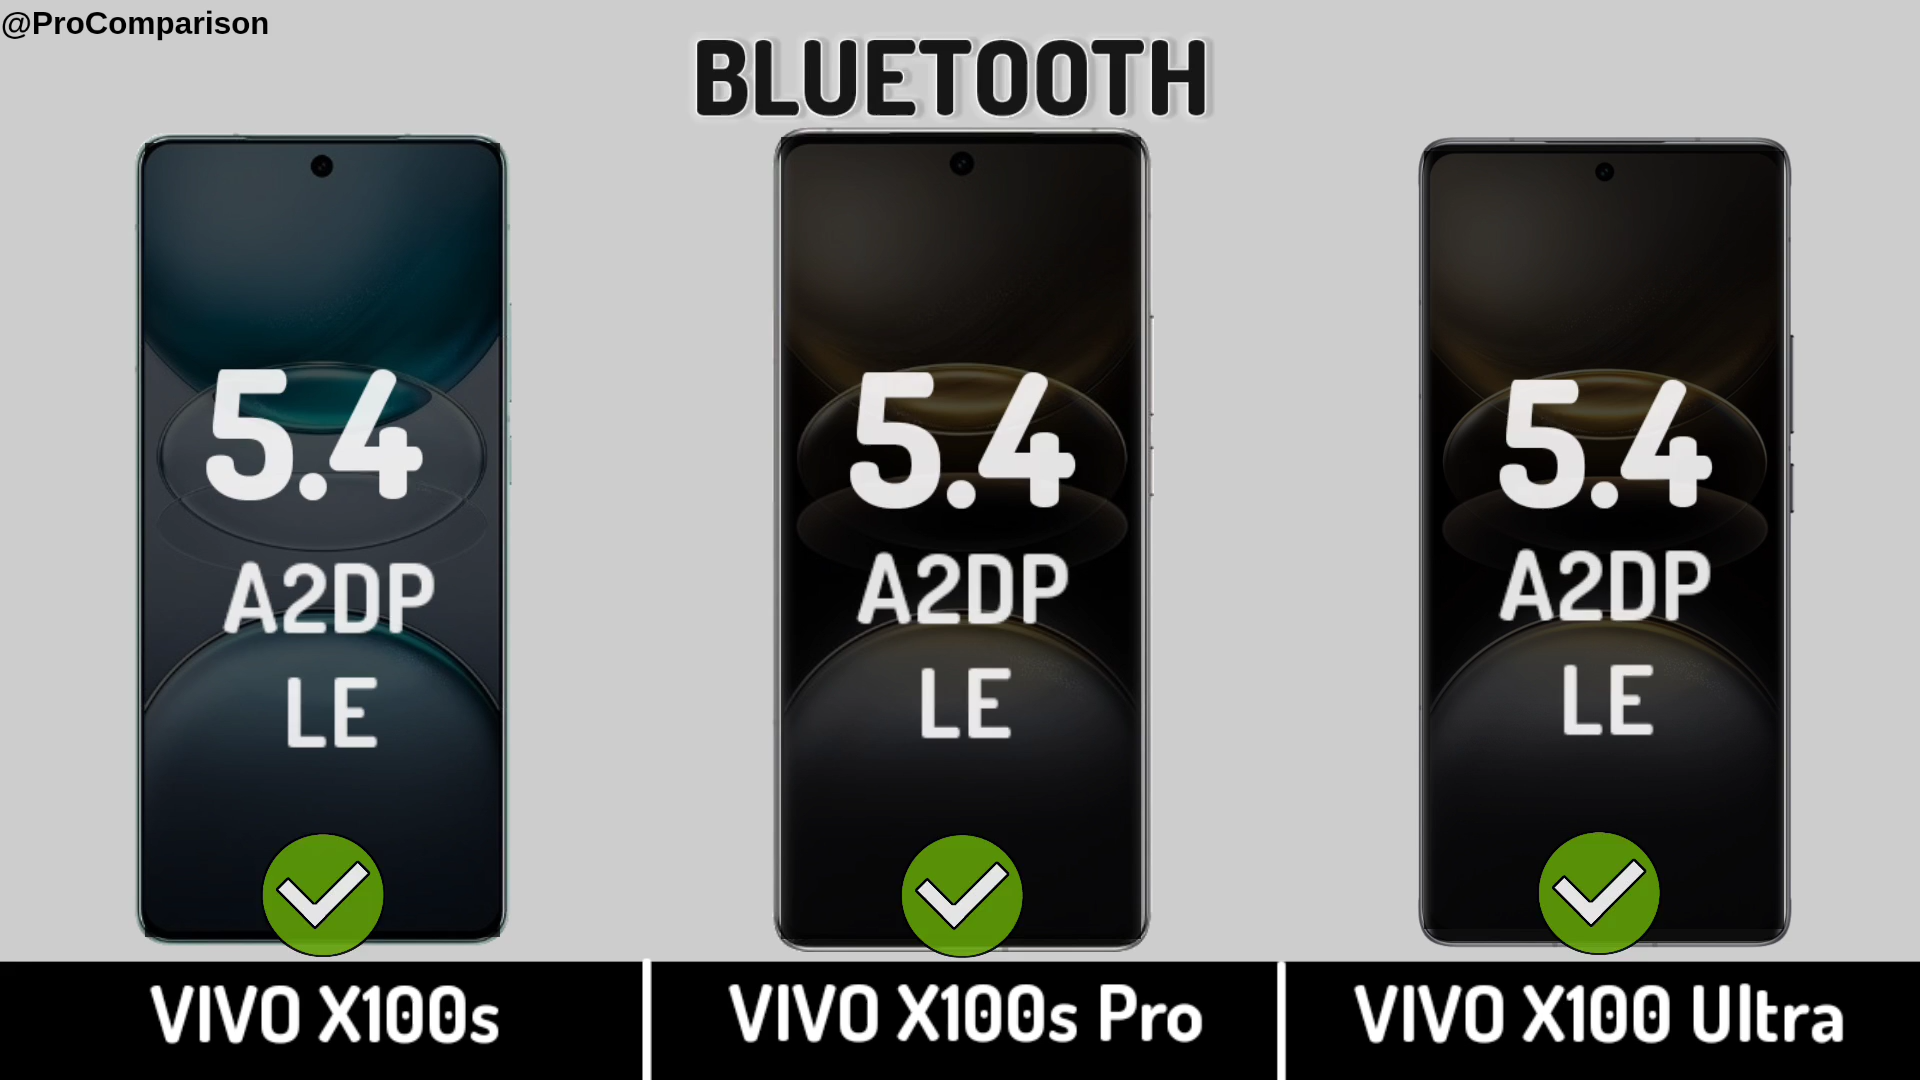 @ProComparison
BLUETOOTH
5.4
A2DP
LE
5.4
A2DP
LE
5.4
A2DP
LE
VIVO X100s
VIVO X100s Pro
VIVO X100 Ultra